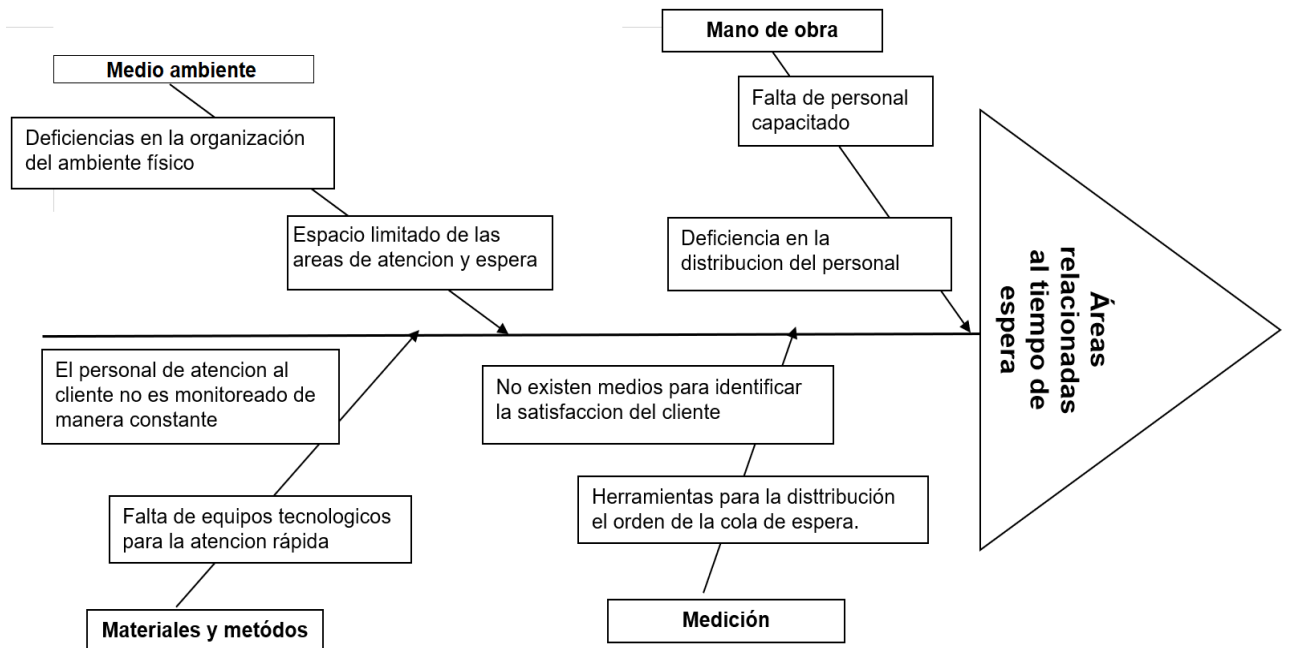 Mano de obra
Medio ambiente
Falta de personal
capacitado
Deficiencias en la organización
del ambiente físico
Espacio limitado de las
areas de atencion y espera
Deficiencia en la
distribucion del personal
Áreas
relacionadas
al tiempo de
espera
El personal de atencion al
cliente no es monitoreado de
manera constante
No existen medios para identificar
la satisfaccion del cliente
Falta de equipos tecnologicos
para la atencion rápida
Herramientas para la disttribución
el orden de la cola de espera.
Materiales y metódos
Medición